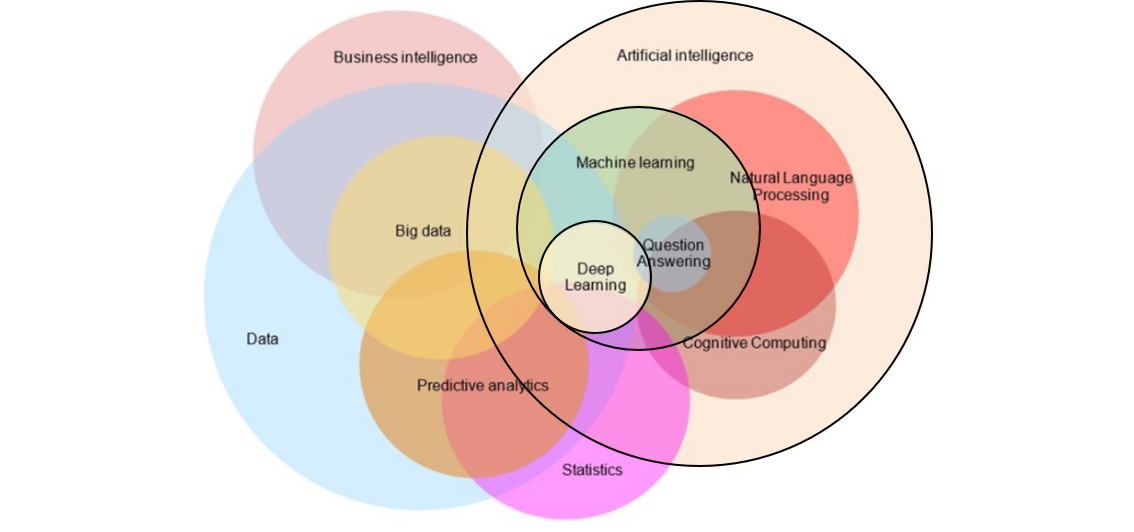 Business intelligence
Artificial intelligence
Machine learning
Natural Language
Processing
Big data
Question
Answering
Deep
Learning
Data
Cognitive Computing
Predictive analytics
Statistics